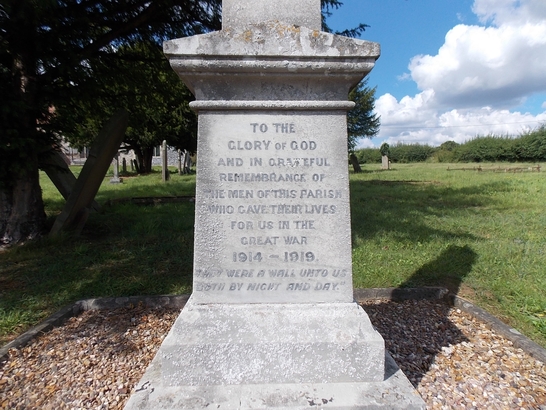 TO THE
GLORY OF GOD
AND IN GRATEFUL
REMEMBRANCE OF
THE MEN OF THIS PARISH
WHO GAVE THEIR LIVES
FOR US IN THE
GREAT WAR
1914 - 1919.
THEY WERE A WALL UNTO US
BOTH BY NIGHT AND DAY.